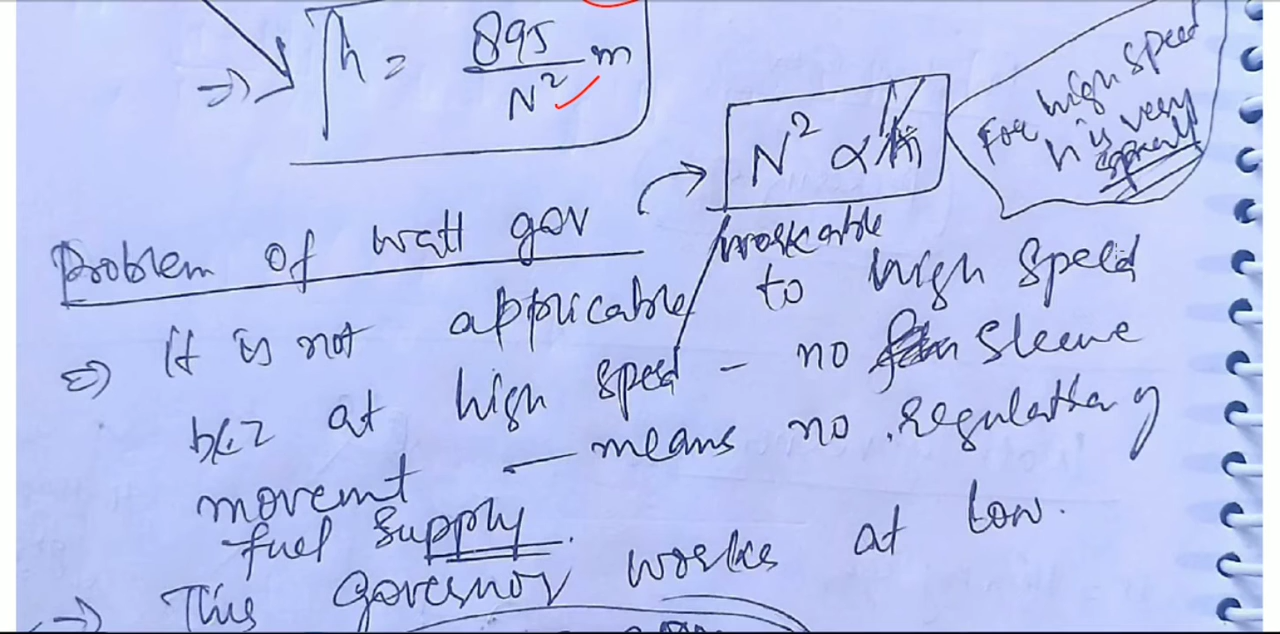 ⇒ h = 895/N² m
N² ∝ 1/h
For high speed
h is very
small
Problem of watt gov
workable
⇒ it is not applicable to high speed
bcz at high speed - no sleeve
movemt — means no regulation of
fuel supply.
⇒ This governor works at low.